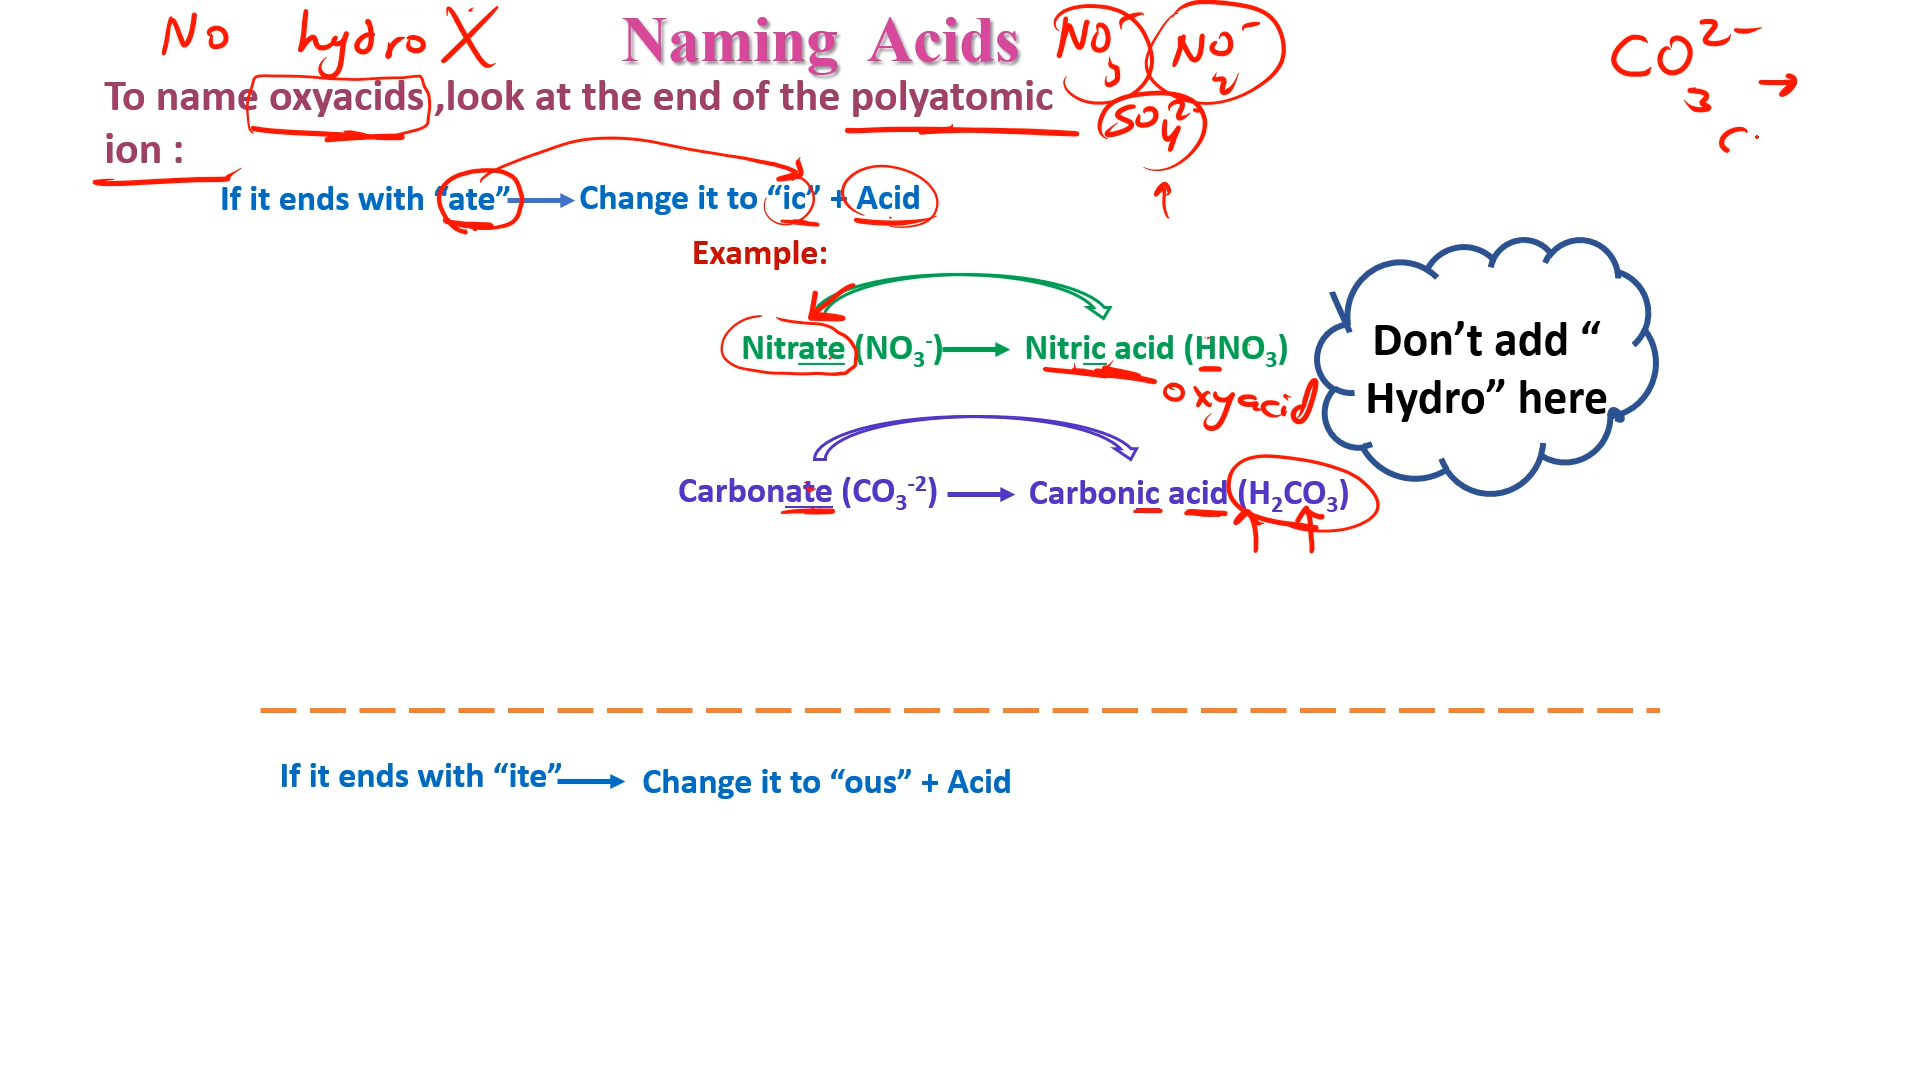 No hydro X
Naming Acids
NO3- NO2-
CO3 2- →
To name oxyacids ,look at the end of the polyatomic
SO4 2-
ion :
If it ends with “ate” → Change it to “ic” + Acid
Example:
Nitrate (NO3-) → Nitric acid (HNO3)
oxyacid
Don’t add “
Hydro” here
Carbonate (CO3-2) → Carbonic acid (H2CO3)
If it ends with “ite” → Change it to “ous” + Acid